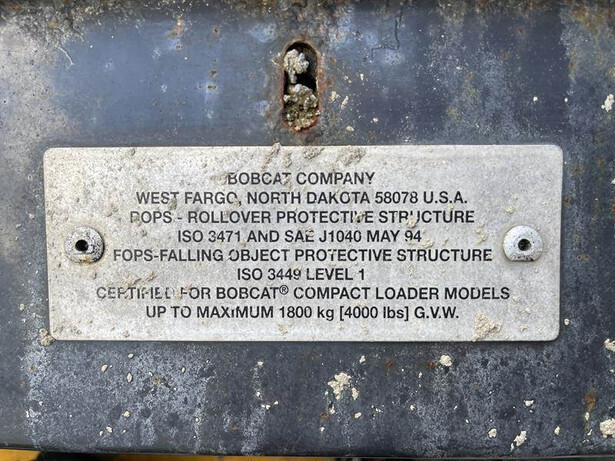 BOBCAT COMPANY
WEST FARGO, NORTH DAKOTA 58078 U.S.A.
ROPS - ROLLOVER PROTECTIVE STRUCTURE
ISO 3471 AND SAE J1040 MAY 94
FOPS-FALLING OBJECT PROTECTIVE STRUCTURE
ISO 3449 LEVEL 1
CERTIFIED FOR BOBCAT® COMPACT LOADER MODELS
UP TO MAXIMUM 1800 kg [4000 lbs] G.V.W.